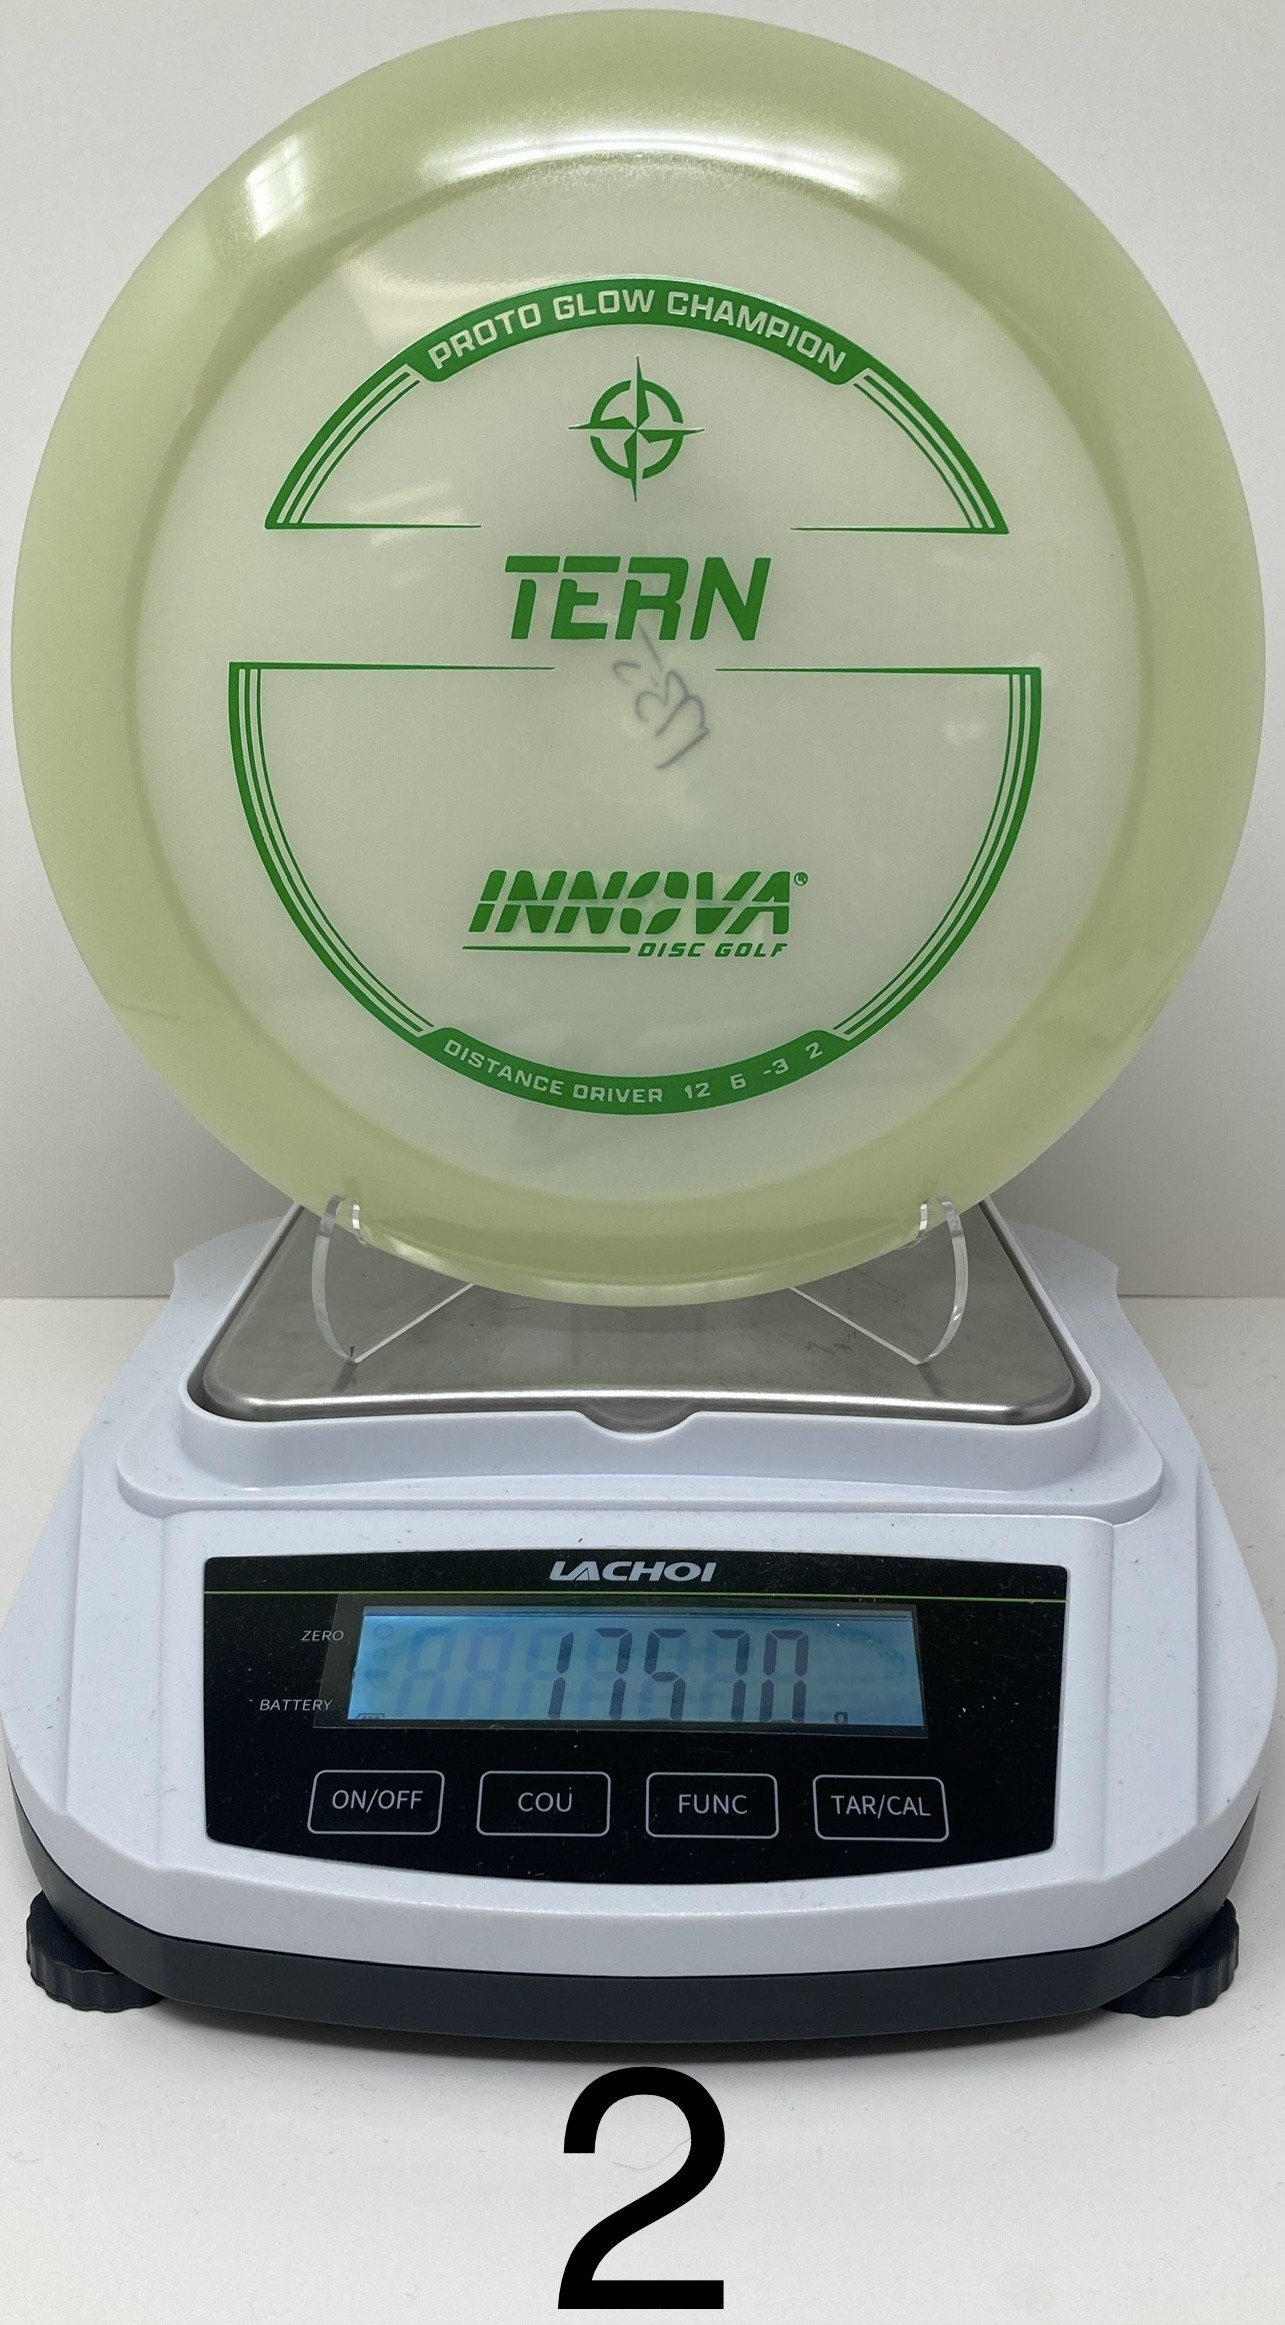 PROTO GLOW CHAMPION
TERN
INNOVA®
DISC GOLF
DISTANCE DRIVER 12 6 -3 2
LACHOI
ZERO
BATTERY
175.70 g
ON/OFF COU FUNC TAR/CAL
2